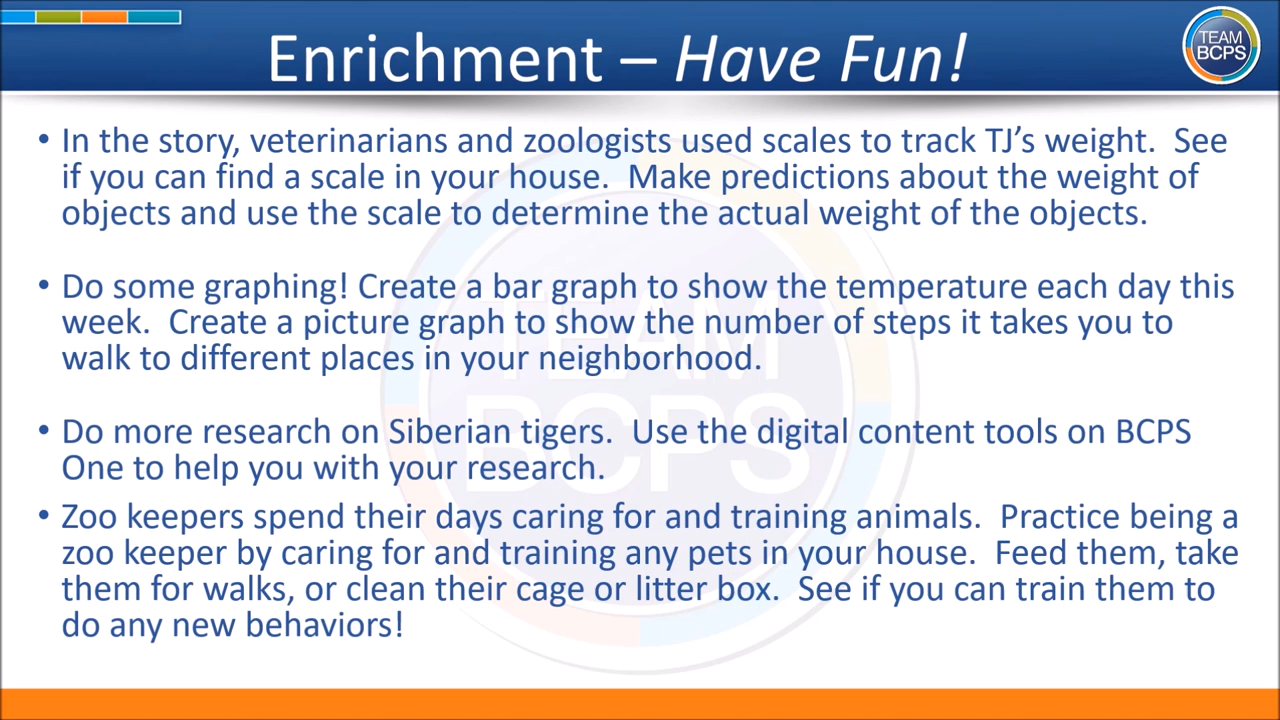 Enrichment – Have Fun!
TEAM
BCPS
• In the story, veterinarians and zoologists used scales to track TJ’s weight.  See
if you can find a scale in your house.  Make predictions about the weight of
objects and use the scale to determine the actual weight of the objects.
• Do some graphing! Create a bar graph to show the temperature each day this
week.  Create a picture graph to show the number of steps it takes you to
walk to different places in your neighborhood.
• Do more research on Siberian tigers.  Use the digital content tools on BCPS
One to help you with your research.
• Zoo keepers spend their days caring for and training animals.  Practice being a
zoo keeper by caring for and training any pets in your house.  Feed them, take
them for walks, or clean their cage or litter box.  See if you can train them to
do any new behaviors!
TEAM
BCPS